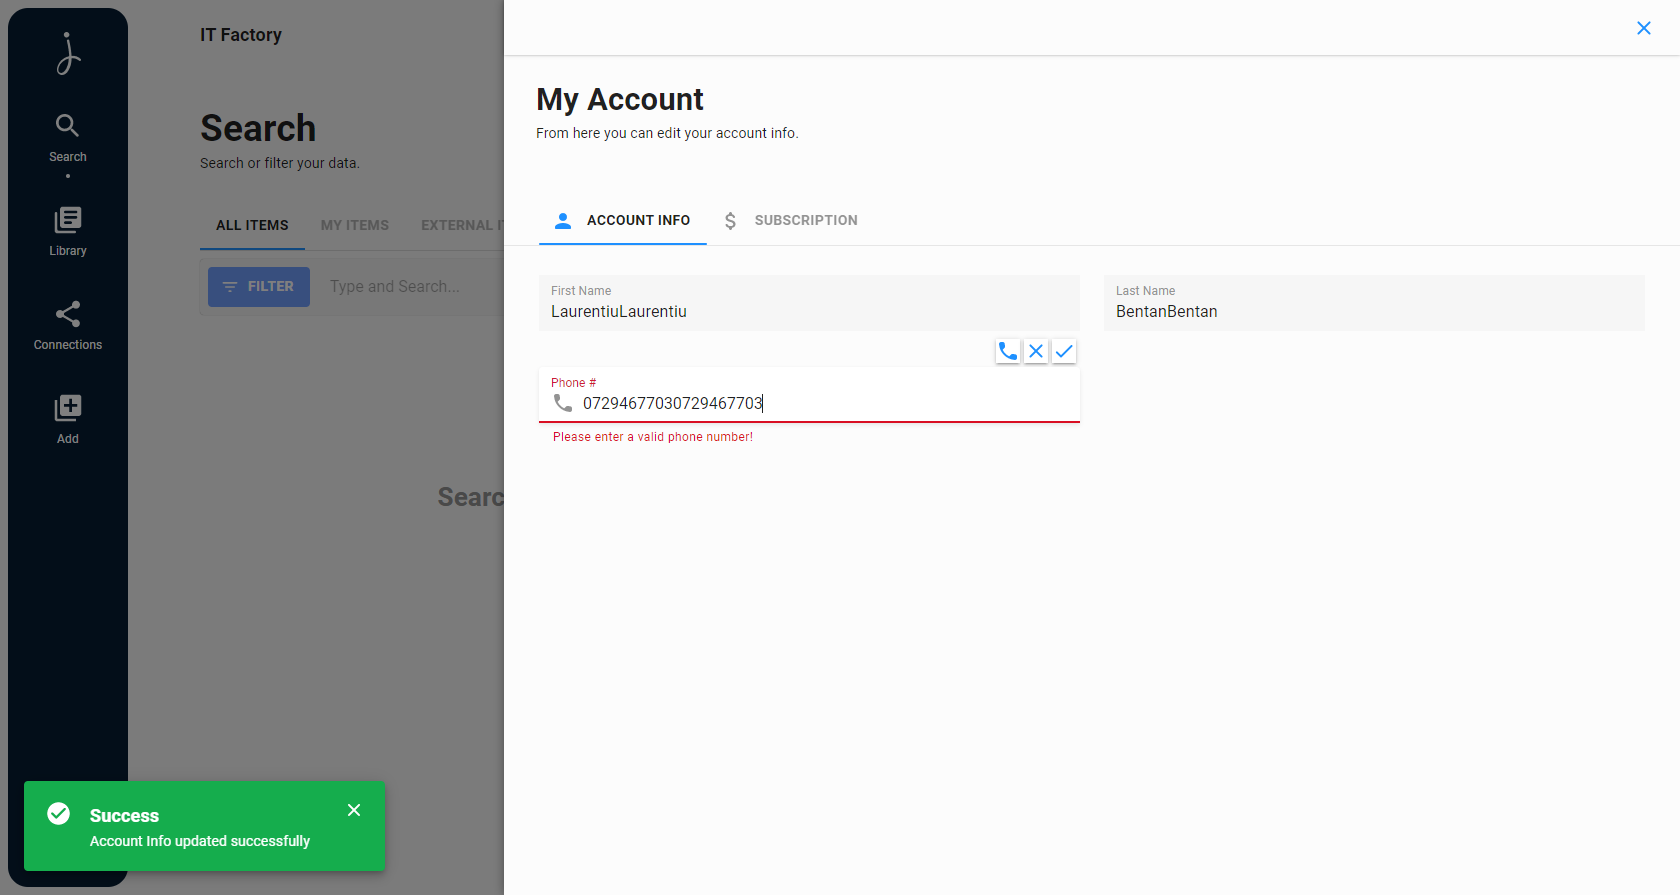 IT Factory
Search
Search or filter your data.
ALL ITEMS
MY ITEMS
EXTERNAL
FILTER
Type and Search...
Searc
Search
Library
Connections
Add
My Account
From here you can edit your account info.
ACCOUNT INFO
SUBSCRIPTION
First Name
LaurentiuLaurentiu
Last Name
BentanBentan
Phone #
07294677030729467703
Please enter a valid phone number!
Success
Account Info updated successfully